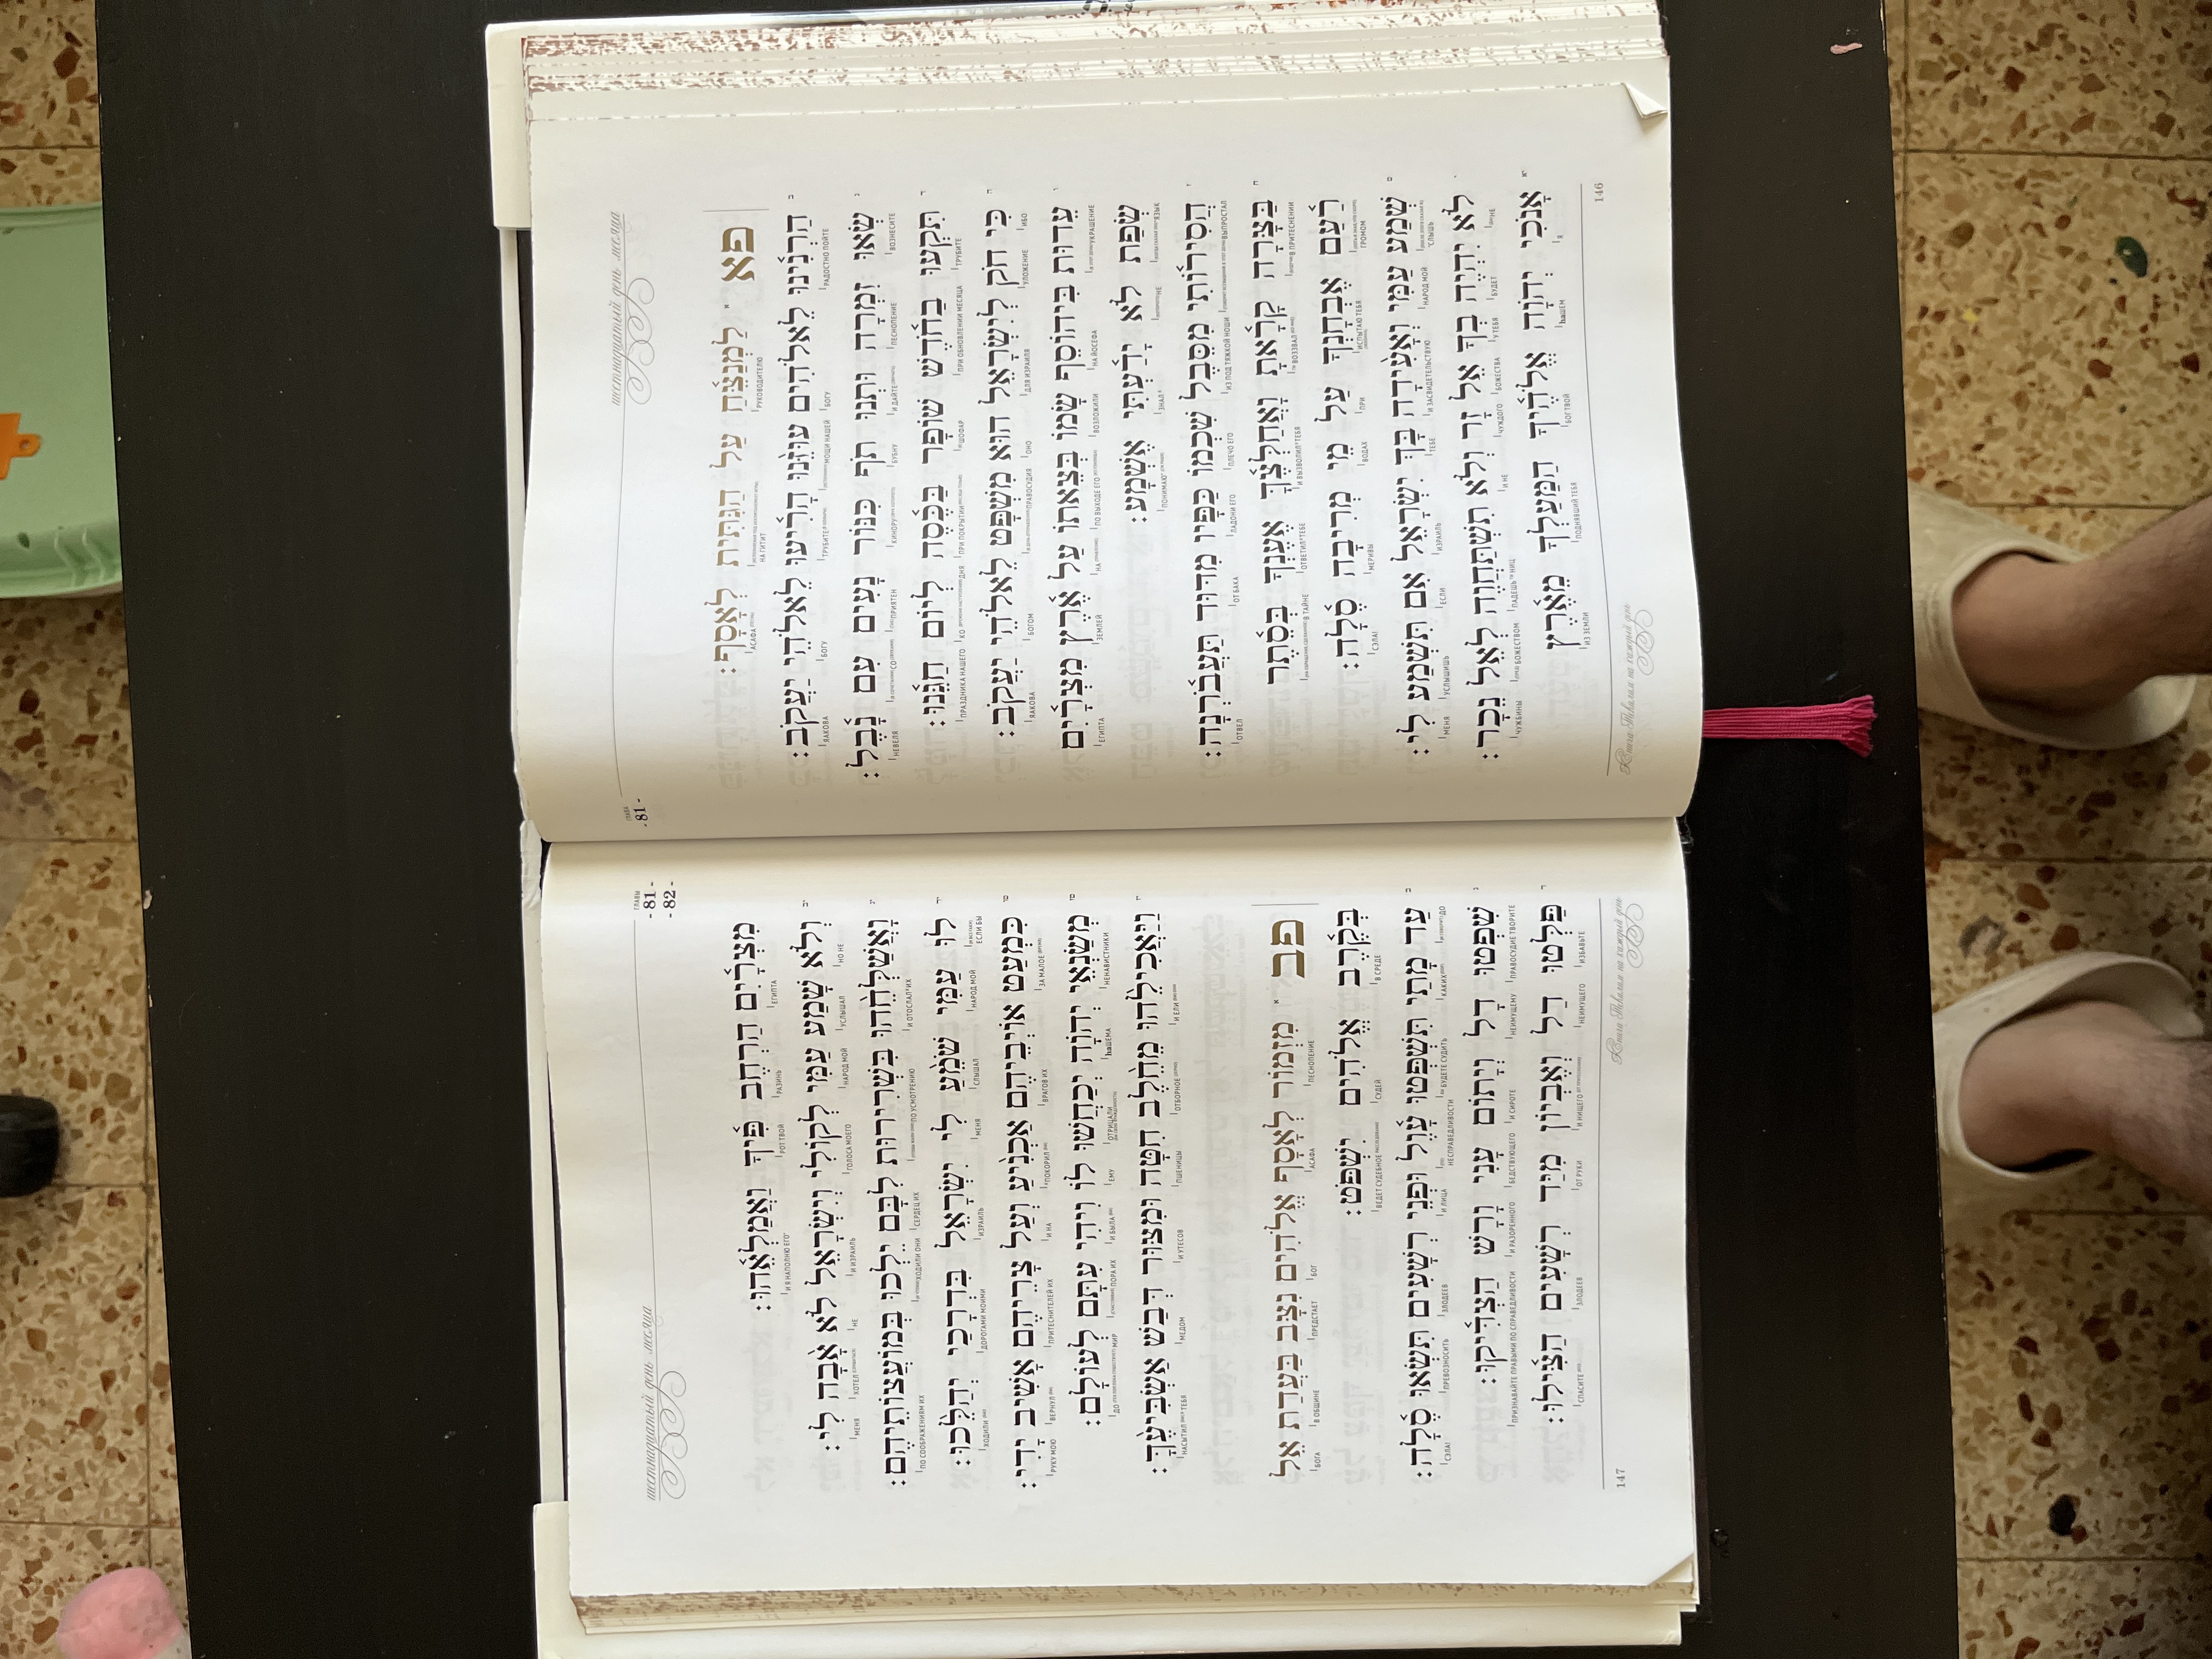 шестнадцатый день месяца
ГЛАВА
- 81 -
פא א לַמְנַצֵּחַ עַל הַגִּתִּית לְאָסָף:
РУКОВОДИТЕЛЮ НА ГИТИТ АСАФА
ב הַרְנִינוּ לֵאלֹהִים עוּזֵּנוּ הָרִיעוּ לֵאלֹהֵי יַעֲקֹב:
РАДОСТНО ПОЙТЕ БОГУ МОЩИ НАШЕЙ ТРУБИТЕ БОГУ ЯАКОВА
ג שְׂאוּ זִמְרָה וּתְנוּ תֹף כִּנּוֹר נָעִים עִם נָבֶל:
ВОЗНЕСИТЕ ПЕСНОПЕНИЕ И ДАЙТЕ БУБНУ КИНОРУ ПРИЯТЕН СО НЕВЕЛЯ
ד תִּקְעוּ בַחֹדֶשׁ שׁוֹפָר בַּכֵּסֶה לְיוֹם חַגֵּנוּ:
ТРУБИТЕ ПРИ ОБНОВЛЕНИИ МЕСЯЦА ШОФАР ПРИ ПОКРЫТИИ КО ДНЯ ПРАЗДНИКА НАШЕГО
ה כִּי חֹק לְיִשְׂרָאֵל הוּא מִשְׁפָּט לֵאלֹהֵי יַעֲקֹב:
ИБО УЛОЖЕНИЕ ДЛЯ ИЗРАИЛЯ ОНО ПРАВОСУДИЯ БОГОМ ЯАКОВА
ו עֵדוּת בִּיהוֹסֵף שָׂמוֹ בְּצֵאתוֹ עַל אֶרֶץ מִצְרָיִם
УКРАШЕНИЕ НА ЙОСЕФА ВОЗЛОЖИЛИ ПО ВЫХОДЕ ЕГО НА ЗЕМЛЕЙ ЕГИПТА
שְׂפַת לֹא יָדַעְתִּי אֶשְׁמָע:
ЯЗЫК НЕ ЗНАЛ ПОНИМАЮ
ז הֲסִירוֹתִי מִסֵּבֶל שִׁכְמוֹ כַּפָּיו מִדּוּד תַּעֲבֹרְנָה:
ВЫПРОСТАЛ ИЗ ПОД ТЯЖКОЙ НОШИ ПЛЕЧО ЕГО ЛАДОНИ ЕГО ОТ БАКА ОТВЕЛ
ח בַּצָּרָה קָרָאתָ וָאֲחַלְּצֶךָּ אֶעֶנְךָ בְּסֵתֶר
В ПРИТЕСНЕНИИ ВОЗЗВАЛ И ВЫЗВОЛИЛ ТЕБЯ ОТВЕТИЛ ТЕБЕ В ТАЙНЕ
רַעַם אֶבְחָנְךָ עַל מֵי מְרִיבָה סֶלָה:
ГРОМОМ ИСПЫТАЮ ТЕБЯ ПРИ ВОДАХ МЕРИВЫ СЭЛА!
ט שְׁמַע עַמִּי וְאָעִידָה בָּךְ יִשְׂרָאֵל אִם תִּשְׁמַע לִי:
"СЛЫШЬ НАРОД МОЙ И ЗАСВИДЕТЕЛЬСТВУЮ ТЕБЕ ИЗРАИЛЬ ЕСЛИ УСЛЫШИШЬ МЕНЯ
י לֹא יִהְיֶה בְךָ אֵל זָר וְלֹא תִשְׁתַּחֲוֶה לְאֵל נֵכָר:
НЕ БУДЕТ У ТЕБЯ БОЖЕСТВА ЧУЖДОГО И НЕ ПАДЕШЬ НИЦ БОЖЕСТВОМ ЧУЖБИНЫ
יא אָנֹכִי יְהֹוָה אֱלֹהֶיךָ הַמַּעַלְךָ מֵאֶרֶץ
Я haШЕМ БОГ ТВОЙ ПОДНЯВШИЙ ТЕБЯ ИЗ ЗЕМЛИ
Книга Тehилим на каждый день
146
шестнадцатый день месяца
ГЛАВЫ
- 81 -
- 82 -
מִצְרָיִם הַרְחֶב פִּיךָ וַאֲמַלְאֵהוּ:
ЕГИПТА РАЗИНЬ РОТ ТВОЙ И Я НАПОЛНЮ ЕГО"
יב וְלֹא שָׁמַע עַמִּי לְקוֹלִי וְיִשְׂרָאֵל לֹא אָבָה לִי:
НО НЕ УСЛЫШАЛ НАРОД МОЙ ГОЛОСА МОЕГО И ИЗРАИЛЬ НЕ ХОТЕЛ МЕНЯ
יג וָאֲשַׁלְּחֵהוּ בִּשְׁרִירוּת לִבָּם יֵלְכוּ בְּמוֹעֲצוֹתֵיהֶם:
И ОТОСЛАЛ ИХ ПО УСМОТРЕНИЮ СЕРДЕЦ ИХ ХОДИЛИ ОНИ ПО СООБРАЖЕНИЯМ ИХ
יד לוּ עַמִּי שֹׁמֵעַ לִי יִשְׂרָאֵל בִּדְרָכַי יְהַלֵּכוּ:
ЕСЛИ БЫ НАРОД МОЙ СЛЫШАЛ МЕНЯ ИЗРАИЛЬ ДОРОГАМИ МОИМИ ХОДИЛИ
טו כִּמְעַט אוֹיְבֵיהֶם אַכְנִיעַ וְעַל צָרֵיהֶם אָשִׁיב יָדִי:
ЗА МАЛОЕ ВРАГОВ ИХ ПОКОРИЛ И НА ПРИТЕСНИТЕЛЕЙ ИХ ВЕРНУЛ РУКУ МОЮ
טז מְשַׂנְאֵי יְהֹוָה יְכַחֲשׁוּ לוֹ וִיהִי עִתָּם לְעוֹלָם:
НЕНАВИСТНИКИ haШЕМА ОТРИЦАЛИ ЕМУ И БЫЛА ПОРА ИХ ДО МИР
יז וַיַּאֲכִילֵהוּ מֵחֵלֶב חִטָּה וּמִצּוּר דְּבַשׁ אַשְׂבִּיעֶךָּ:
И ЕЛИ ОТБОРНОЕ ПШЕНИЦЫ И УТЕСОВ МЕДОМ НАСЫТИЛ ТЕБЯ
פב א מִזְמוֹר לְאָסָף אֱלֹהִים נִצָּב בַּעֲדַת אֵל
ПЕСНОПЕНИЕ АСАФА БОГ ПРЕДСТАЕТ В ОБЩИНЕ БОГА
בְּקֶרֶב אֱלֹהִים יִשְׁפֹּט:
В СРЕДЕ СУДЕЙ ВЕДЕТ СУДЕБНОЕ РАССЛЕДОВАНИЕ
ב עַד מָתַי תִּשְׁפְּטוּ עָוֶל וּפְנֵי רְשָׁעִים תִּשְׂאוּ סֶלָה:
ДО КАКИХ БУДЕТЕ СУДИТЬ НЕСПРАВЕДЛИВОСТИ И ЛИЦА ЗЛОДЕЕВ ПРЕВОЗНОСИТЬ СЭЛА!
ג שִׁפְטוּ דָל וְיָתוֹם עָנִי וָרָשׁ הַצְדִּיקוּ:
ПРАВОСУДИЕ ТВОРИТЕ НЕИМУЩЕМУ И СИРОТЕ БЕДСТВУЮЩЕГО И РАЗОРЕННОГО ПРИЗНАВАЙТЕ ПРАВЫМИ ПО СПРАВЕДЛИВОСТИ
ד פַּלְּטוּ דַל וְאֶבְיוֹן מִיַּד רְשָׁעִים הַצִּילוּ:
ИЗБАВЬТЕ НЕИМУЩЕГО И НИЩЕГО ОТ РУКИ ЗЛОДЕЕВ СПАСИТЕ
Книга Тehилим на каждый день
147